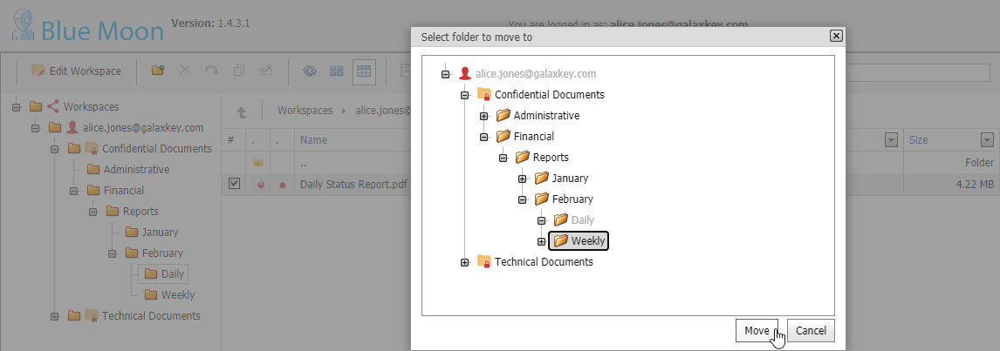 Blue Moon
Version: 1.4.3.1
You are logged in as: alice.jones@galaxkey.com
Edit Workspace
Workspaces
alice.jones@galaxkey.com
Confidential Documents
Administrative
Financial
Reports
January
February
Daily
Weekly
Technical Documents
Workspaces alice.jones@
# . . Name Size
.. Folder
Daily Status Report.pdf 4.22 MB
Select folder to move to
alice.jones@galaxkey.com
Confidential Documents
Administrative
Financial
Reports
January
February
Daily
Weekly
Technical Documents
Move Cancel